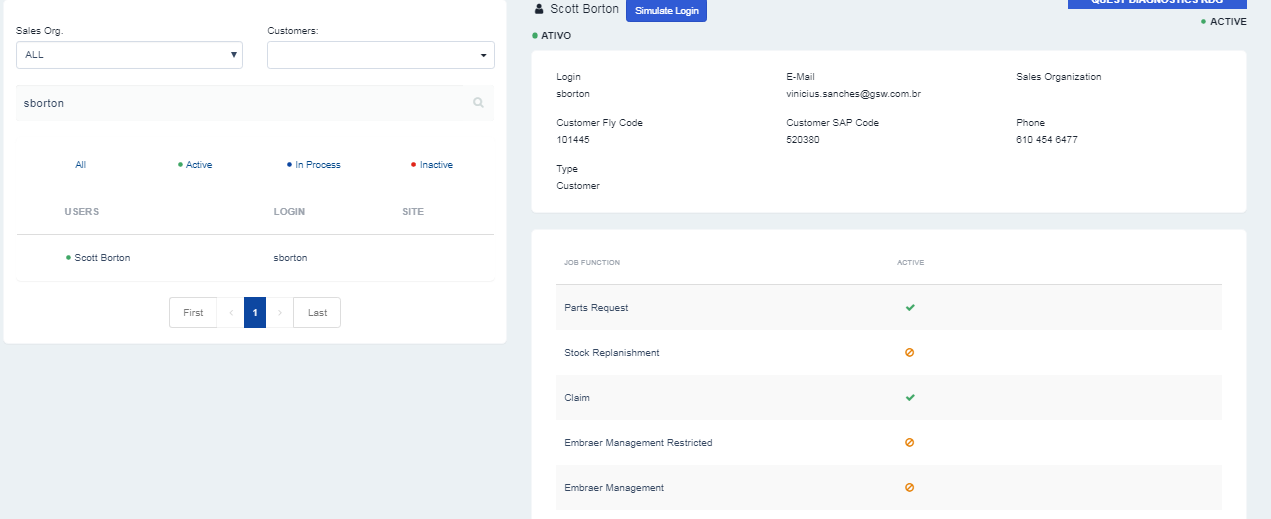 Sales Org.
Customers:
ALL
sborton
All
Active
In Process
Inactive
USERS LOGIN SITE
Scott Borton sborton
First < 1 > Last
Scott Borton Simulate Login
QUEST DIAGNOSTICS
ACTIVE
ATIVO
Login
sborton
E-Mail
vinicius.sanches@gsw.com.br
Sales Organization
Customer Fly Code
101445
Customer SAP Code
520380
Phone
610 454 6477
Type
Customer
JOB FUNCTION ACTIVE
Parts Request
Stock Replanishment
Claim
Embraer Management Restricted
Embraer Management